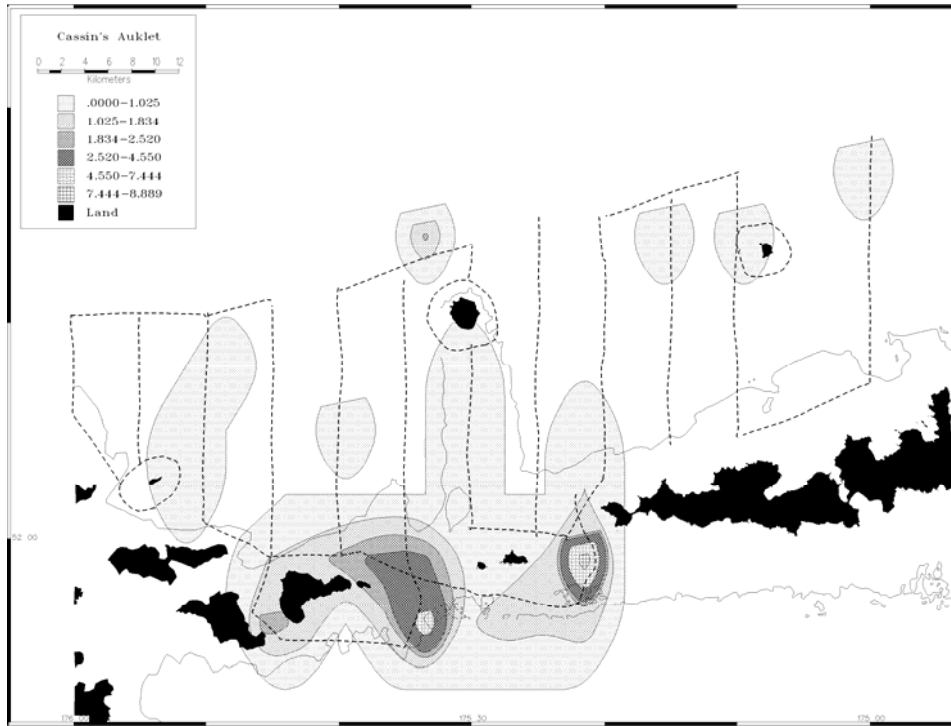 Cassin's Auklet
0 2 4 6 8 10 12
Kilometers
.0000−1.025
1.025−1.834
1.834−2.520
2.520−4.550
4.550−7.444
7.444−8.889
Land
52 00
176 00 175 30 175 00